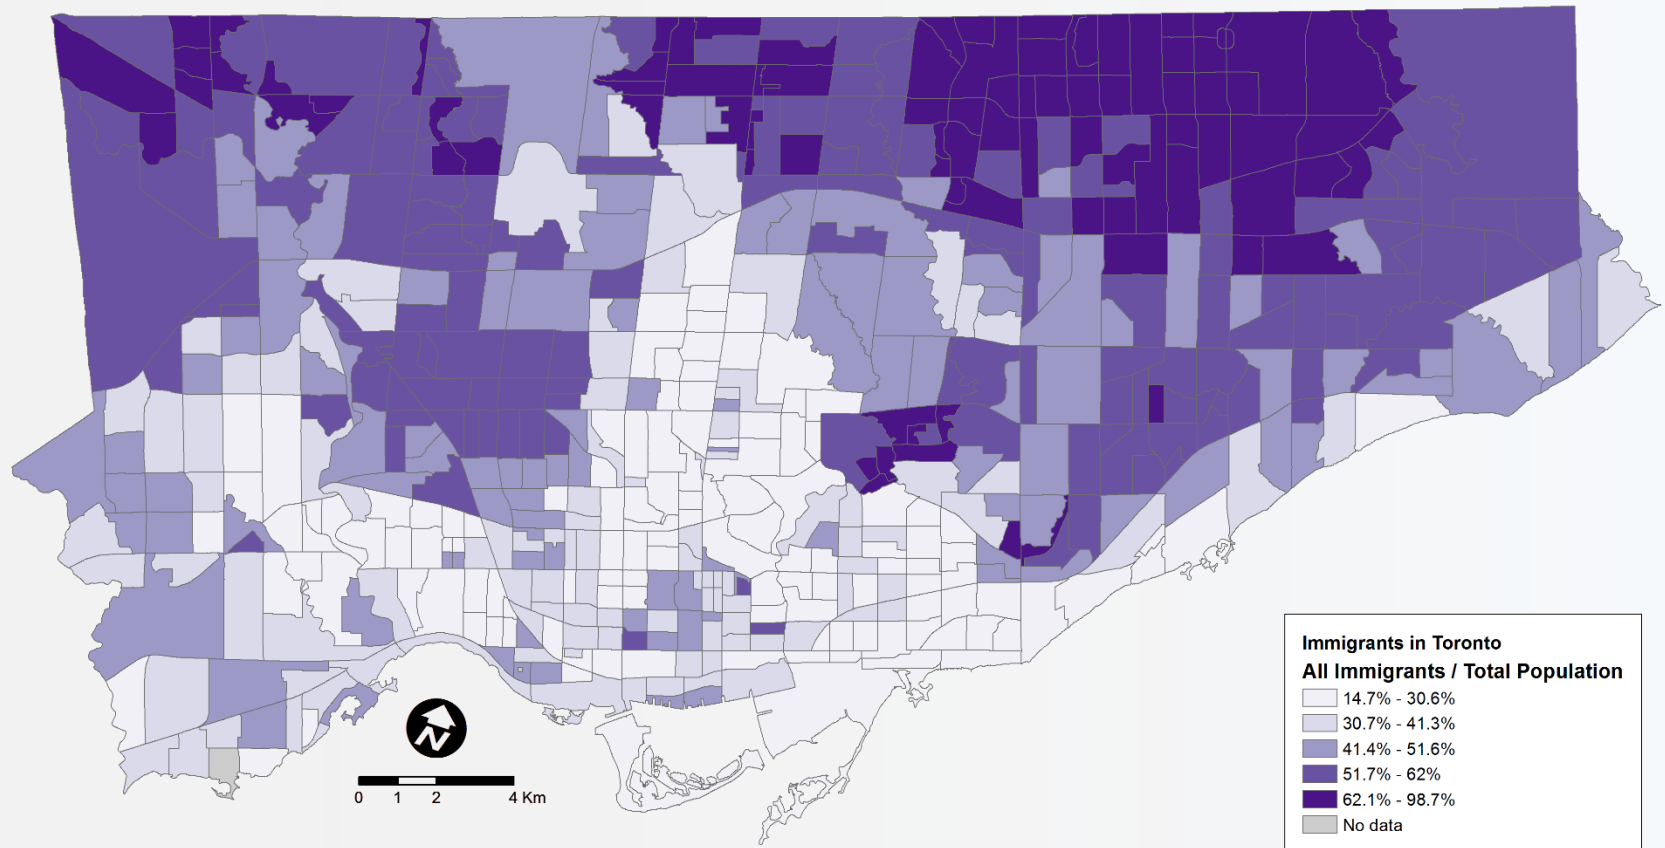 N
0 1 2 4 Km
Immigrants in Toronto
All Immigrants / Total Population
14.7% - 30.6%
30.7% - 41.3%
41.4% - 51.6%
51.7% - 62%
62.1% - 98.7%
No data